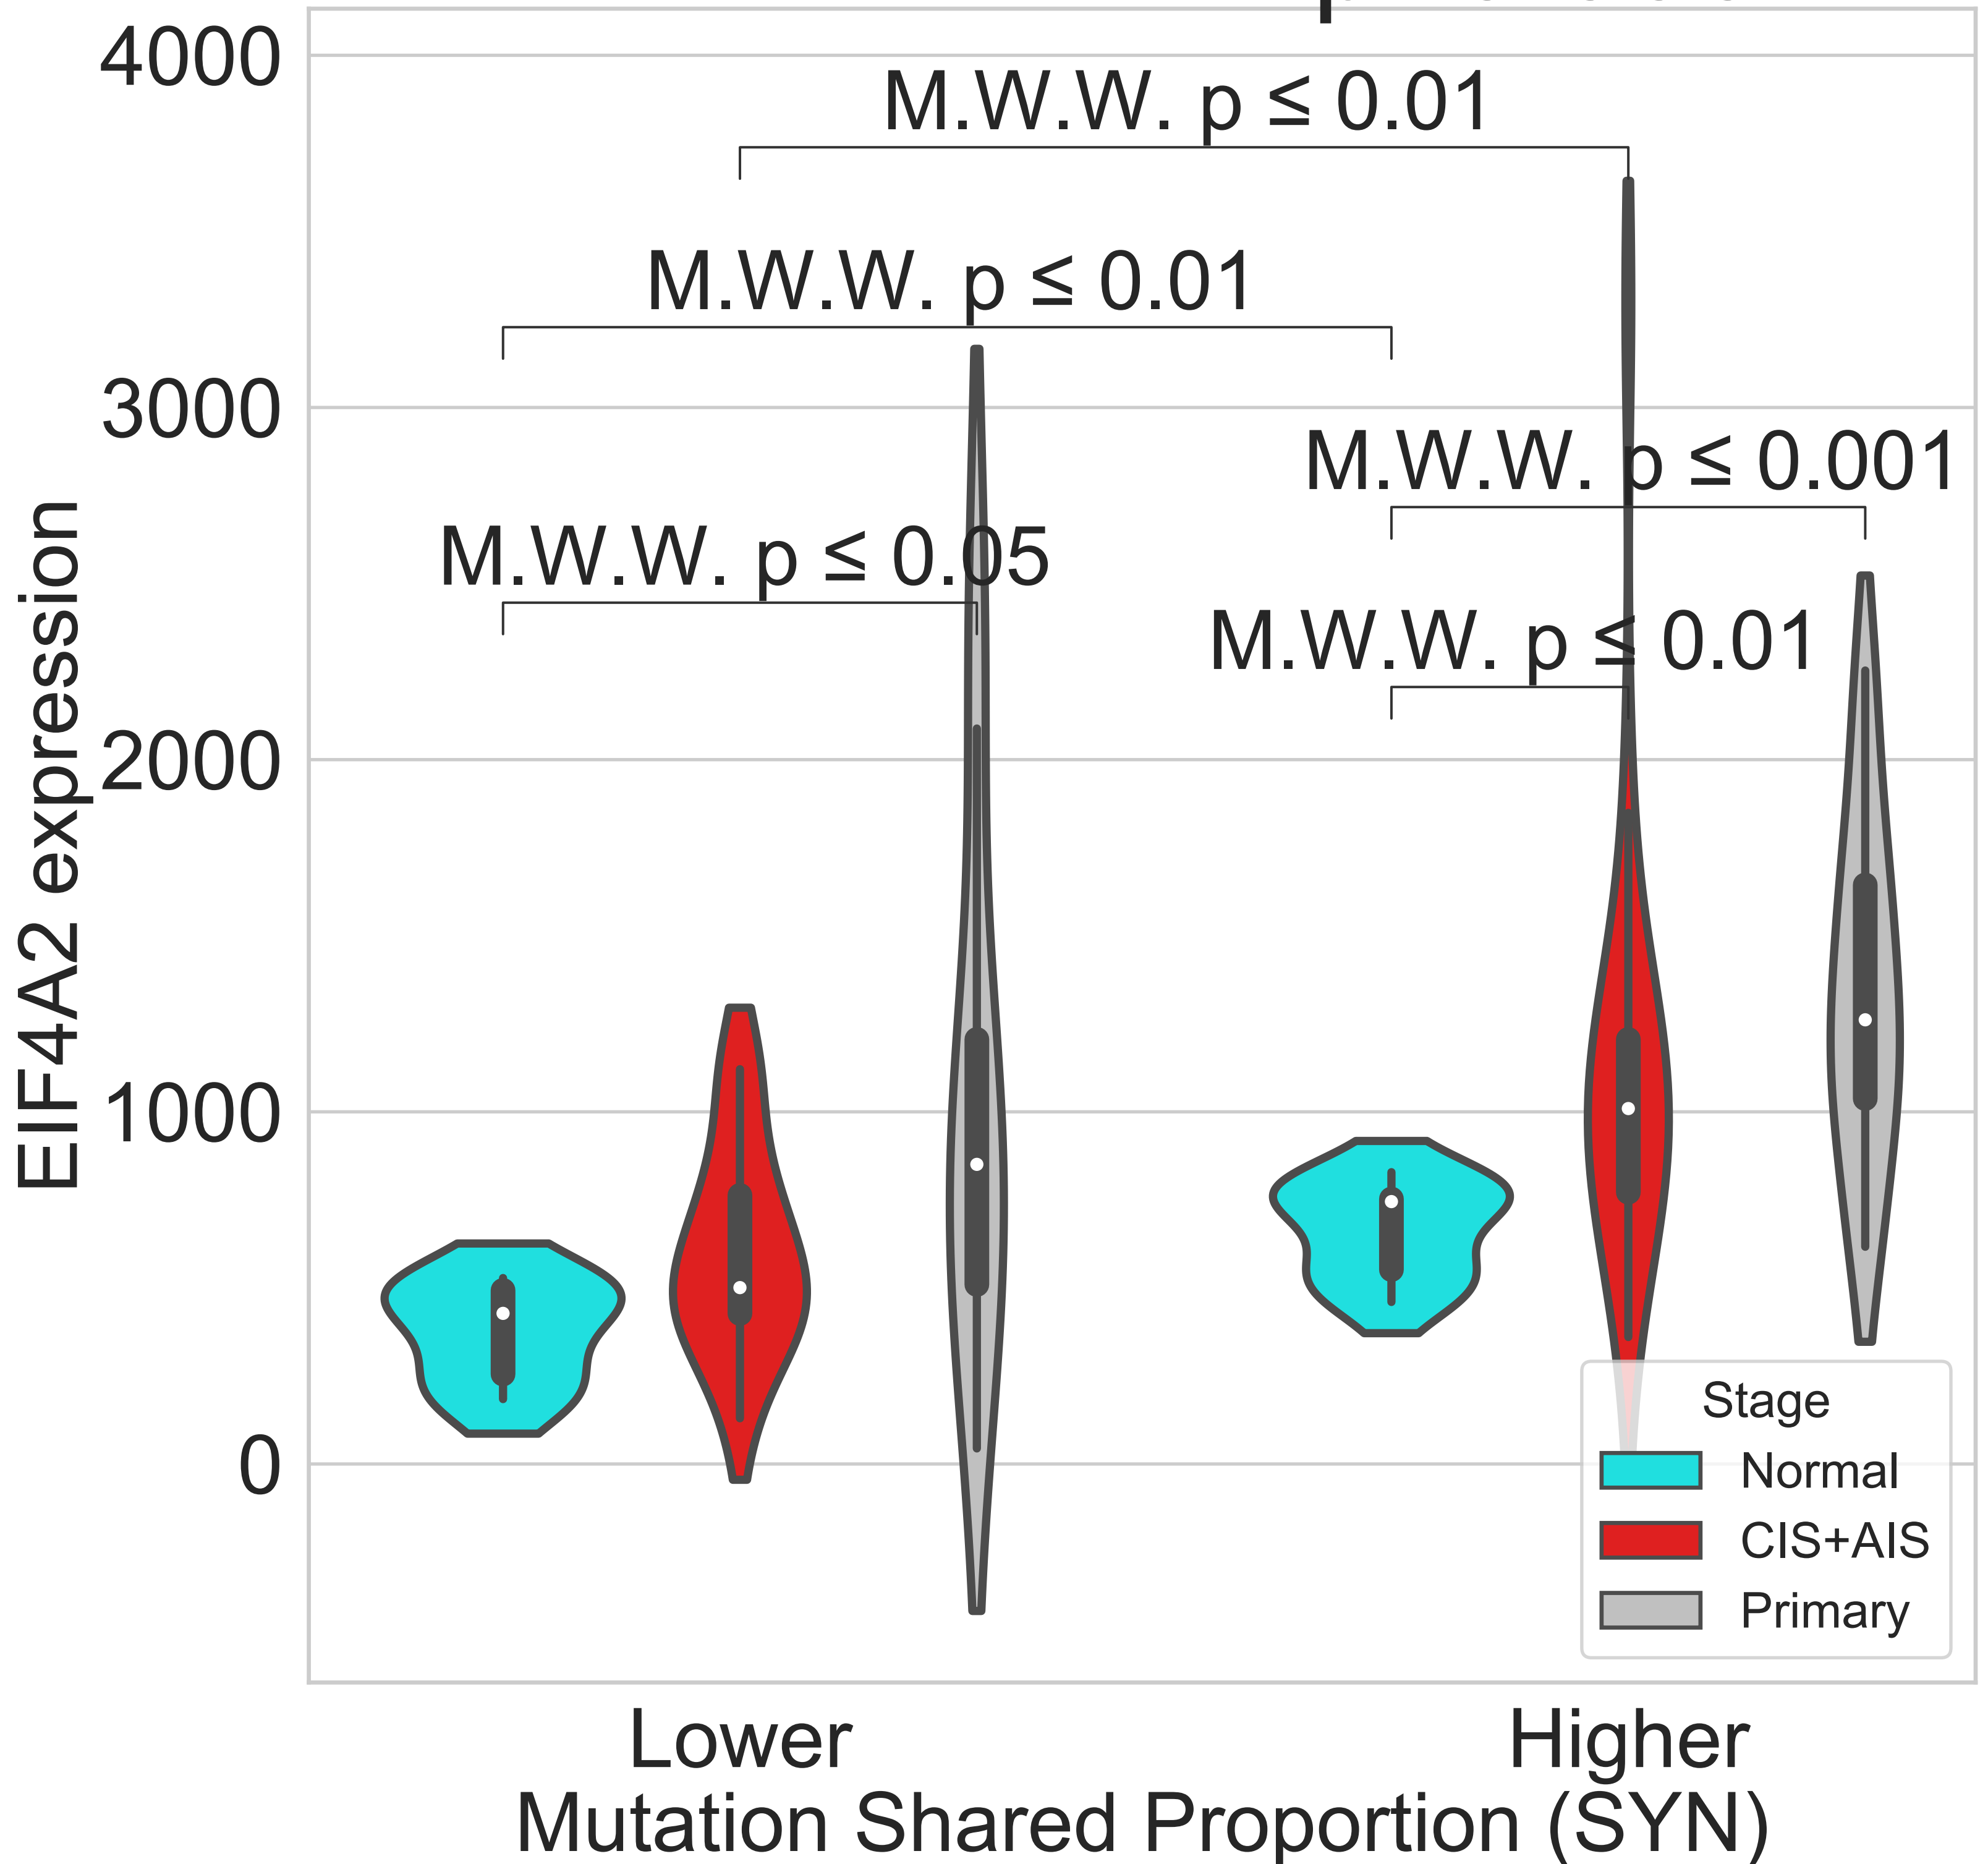 4000
M.W.W. p ≤ 0.01
M.W.W. p ≤ 0.01
3000
M.W.W. p ≤ 0.001
M.W.W. p ≤ 0.05
M.W.W. p ≤ 0.01
2000
EIF4A2 expression
1000
0
Stage
Normal
CIS+AIS
Primary
Lower
Higher
Mutation Shared Proportion (SYN)